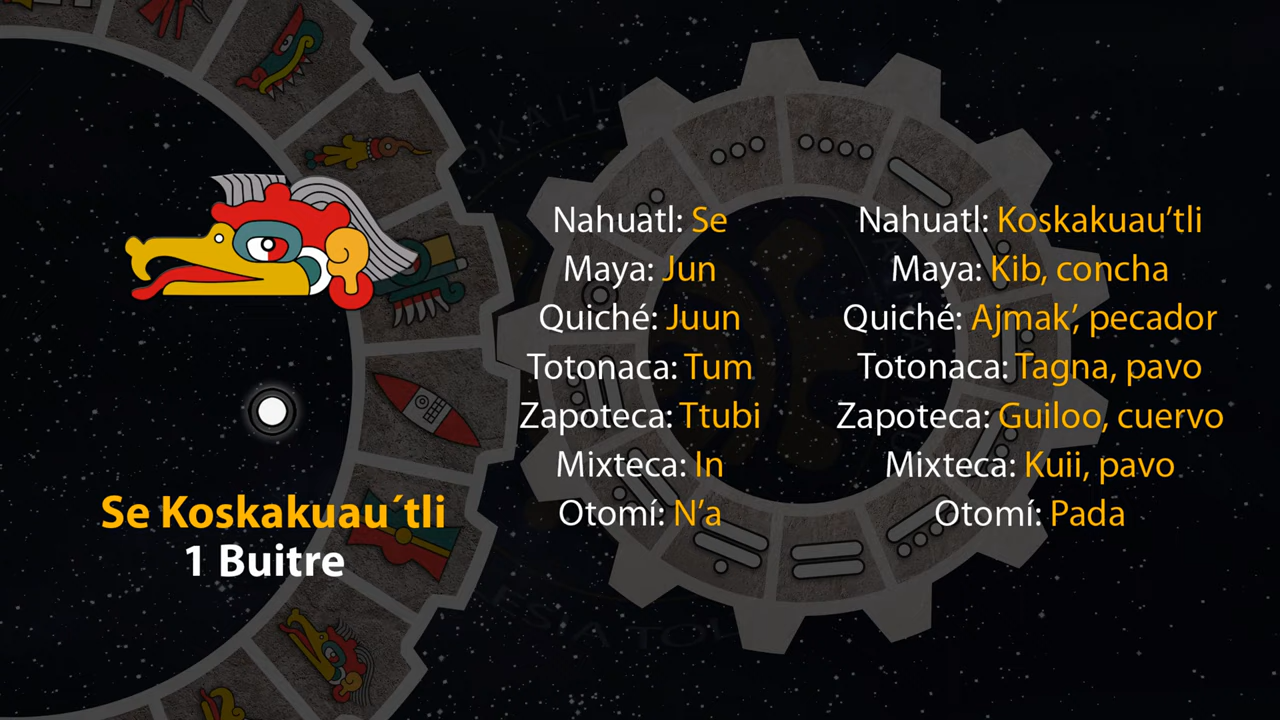 Nahuatl: Se
Maya: Jun
Quiché: Juun
Totonaca: Tum
Zapoteca: Ttubi
Mixteca: In
Otomí: N’a
Nahuatl: Koskakuau’tli
Maya: Kib, concha
Quiché: Ajmak’, pecador
Totonaca: Tagna, pavo
Zapoteca: Guiloo, cuervo
Mixteca: Kuii, pavo
Otomí: Pada
Se Koskakuau´tli
1 Buitre